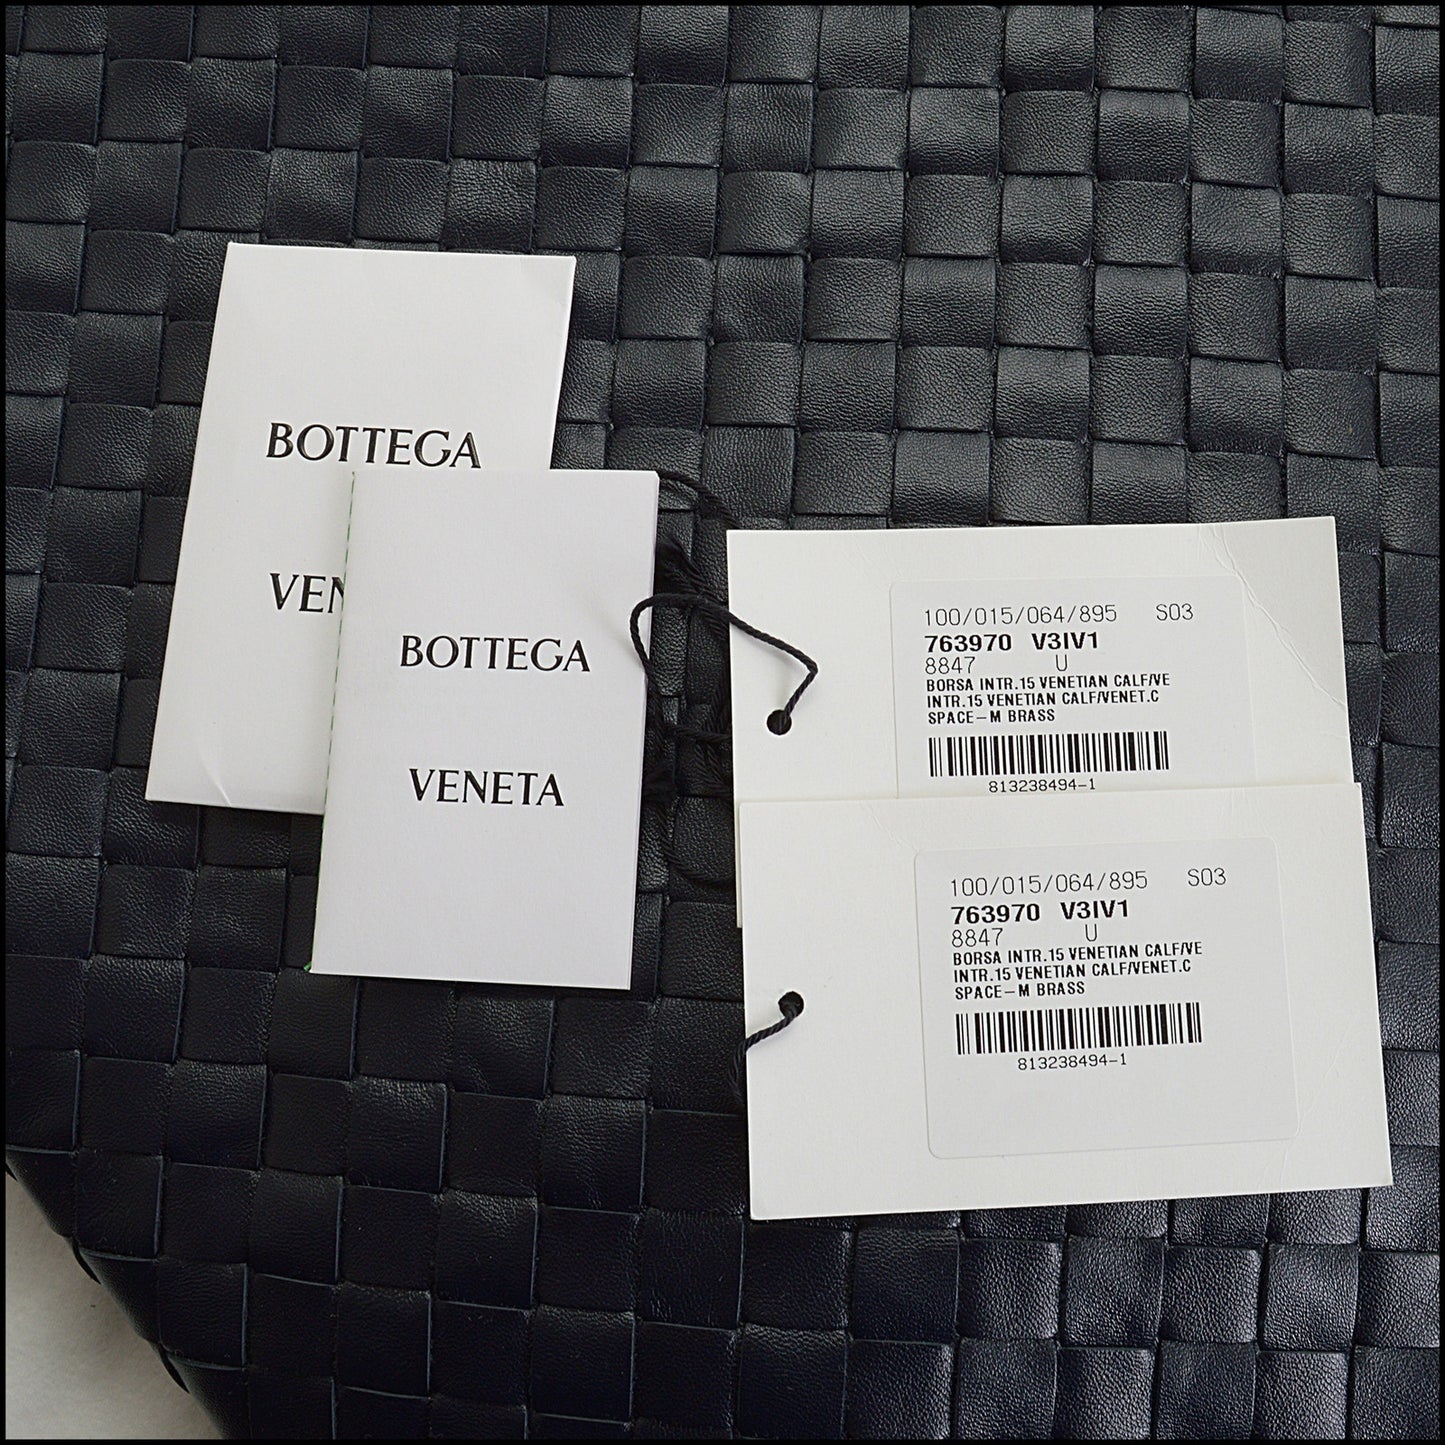 BOTTEGA
VEN
BOTTEGA
VENETA
100/015/064/895 S03
763970 V3IV1
8847 U
BORSA INTR.15 VENETIAN CALF/VE
INTR.15 VENETIAN CALF/VENET.C
SPACE-M BRASS
813238494-1
100/015/064/895 S03
763970 V3IV1
8847 U
BORSA INTR.15 VENETIAN CALF/VE
INTR.15 VENETIAN CALF/VENET.C
SPACE-M BRASS
813238494-1